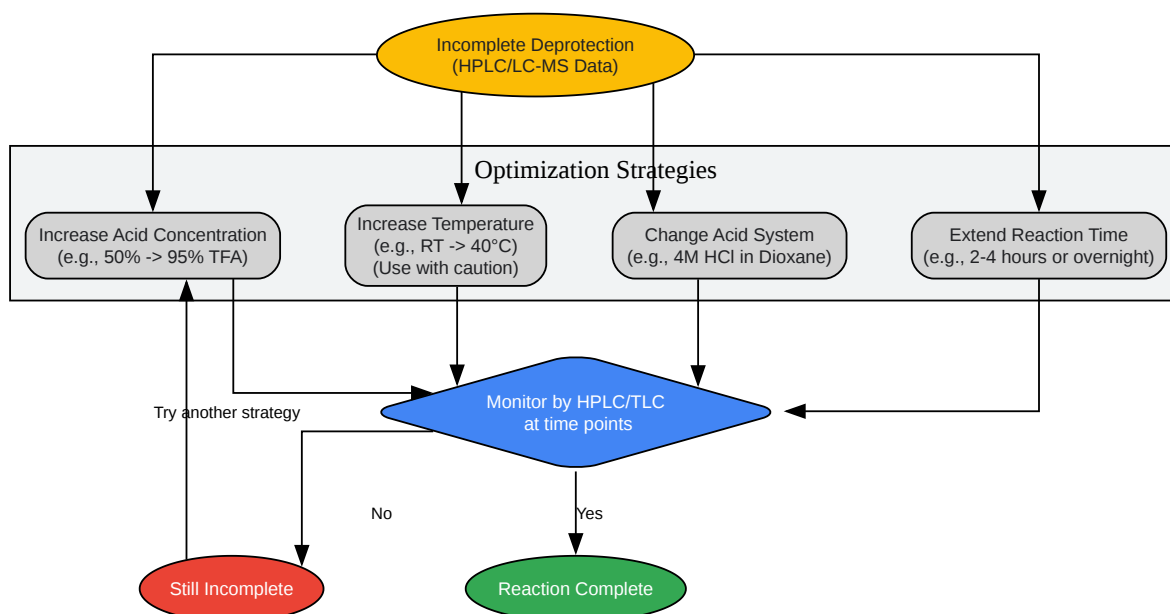 Incomplete Deprotection
(HPLC/LC-MS Data)
Optimization Strategies
Increase Acid Concentration
(e.g., 50% -> 95% TFA)
Increase Temperature
(e.g., RT -> 40°C)
(Use with caution)
Change Acid System
(e.g., 4M HCl in Dioxane)
Extend Reaction Time
(e.g., 2-4 hours or overnight)
Monitor by HPLC/TLC
at time points
Try another strategy
No
Yes
Still Incomplete
Reaction Complete